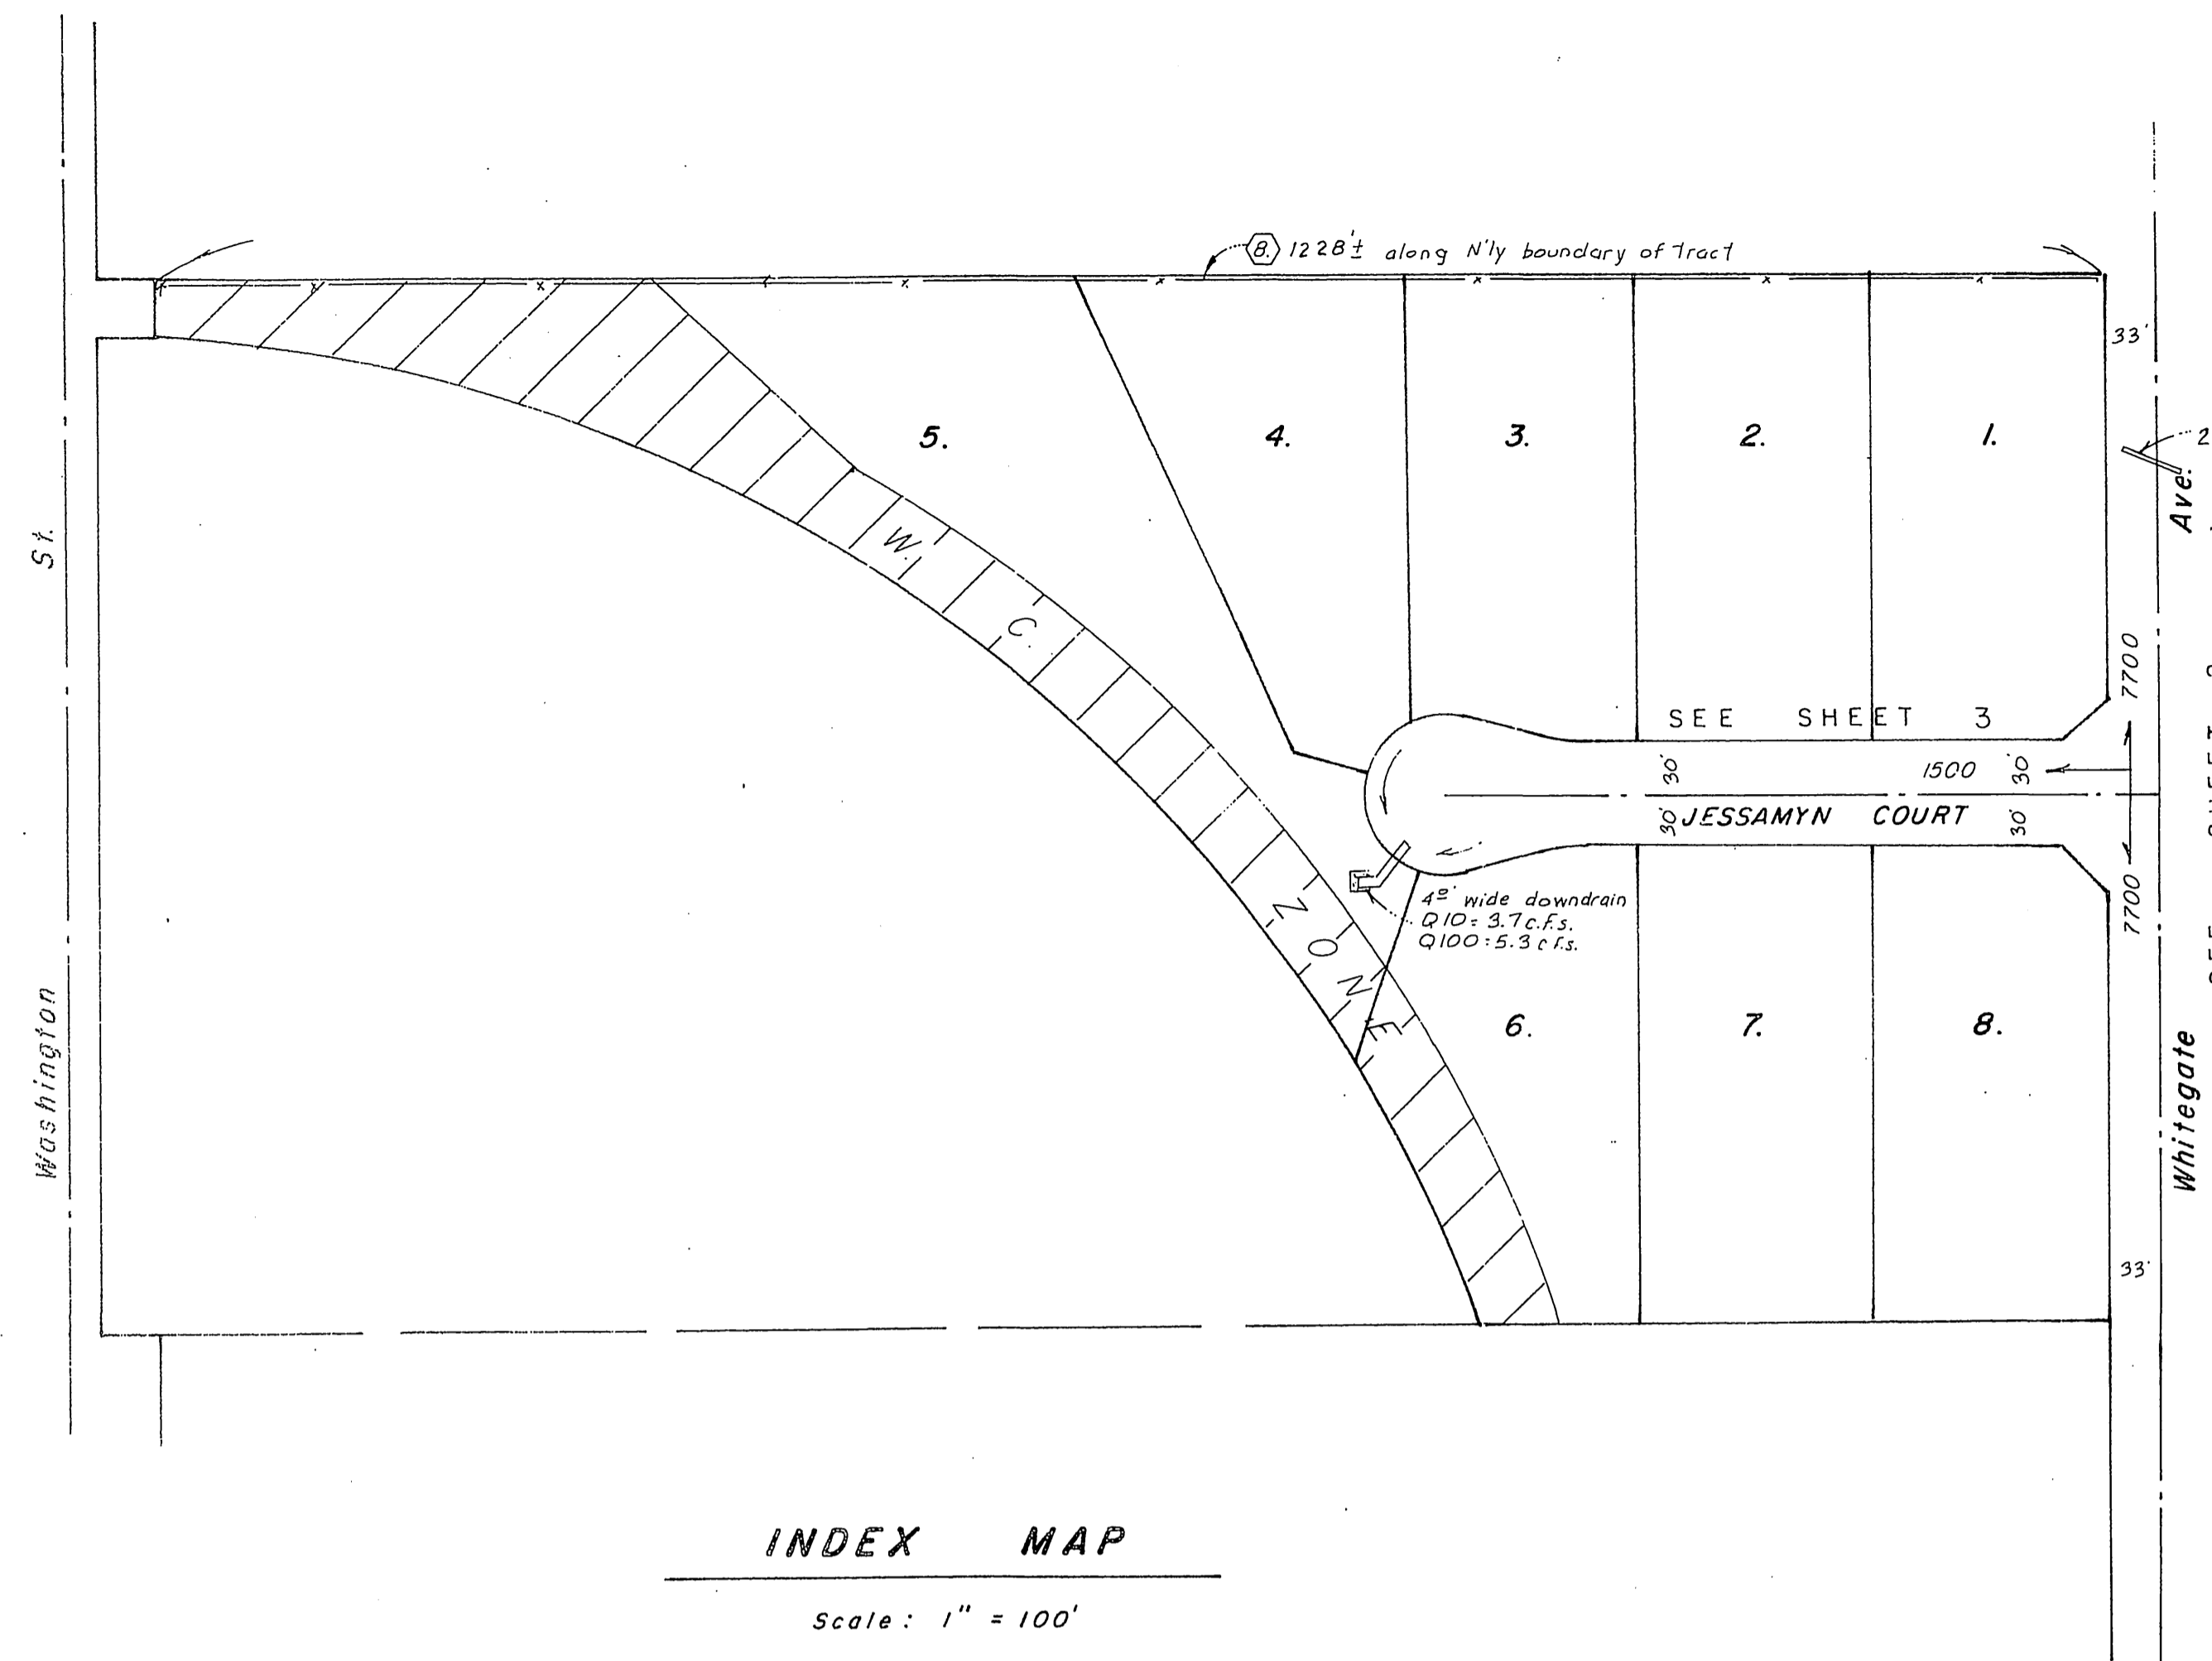 8. 1228'± along N'ly boundary of Tract
33'
5.
4.
3.
2.
1.
2
Ave.
St.
W.
C.
7700
SEE SHEET 3
30'
1500
30'
30'
JESSAMYN COURT
30'
4º' wide downdrain
Q10 = 3.7 c.f.s.
Q100 = 5.3 c.f.s.
7700
ZONE
6.
7.
8.
Washington
Whitegate
33'
INDEX MAP
Scale: 1" = 100'